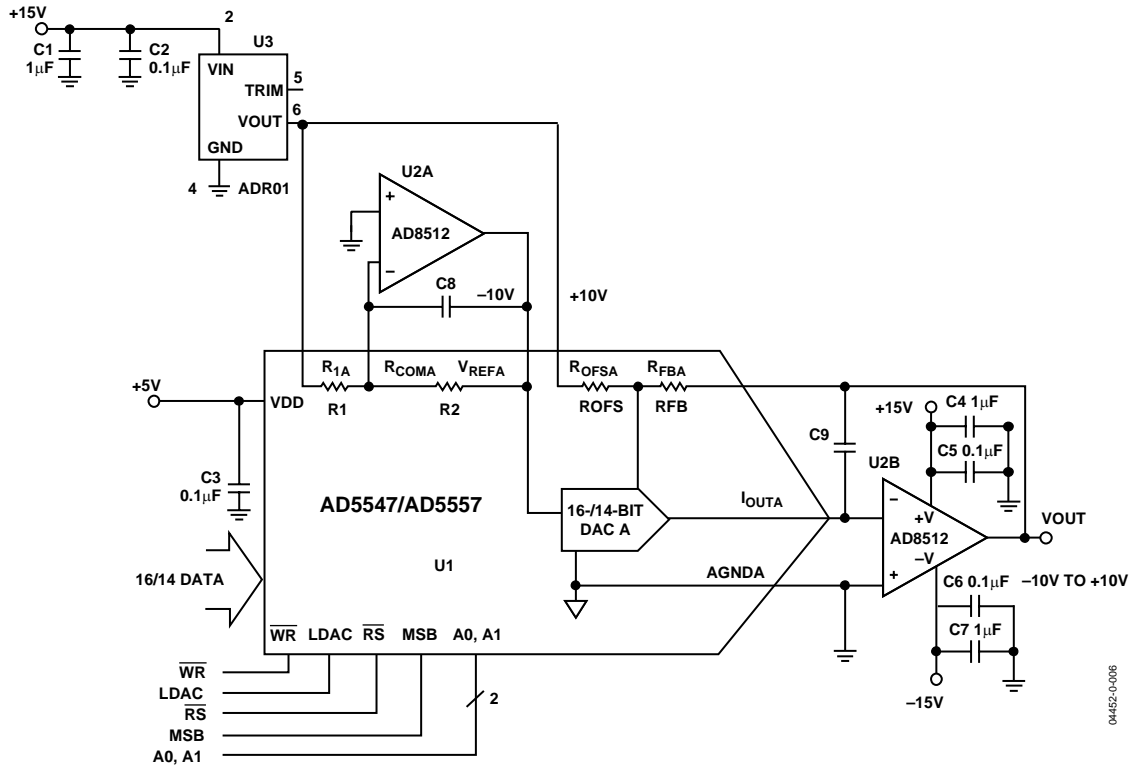 +15V
2
U3
C1
1μF
C2
0.1μF
VIN
TRIM
5
VOUT
6
GND
4
ADR01
U2A
+
AD8512
−
C8
−10V
+10V
R1A
RCOMA
VREFA
ROFSA
RFBA
R1
R2
ROFS
RFB
+5V
VDD
C3
0.1μF
+15V
C4 1μF
C5 0.1μF
C9
U2B
AD5547/AD5557
16-/14-BIT
DAC A
IOUTA
−
+V
AD8512
−V
+
VOUT
−10V TO +10V
U1
AGNDA
16/14 DATA
C6 0.1μF
C7 1μF
−15V
WR LDAC RS MSB A0, A1
WR
LDAC
RS
MSB
A0, A1
2
04452-0-006